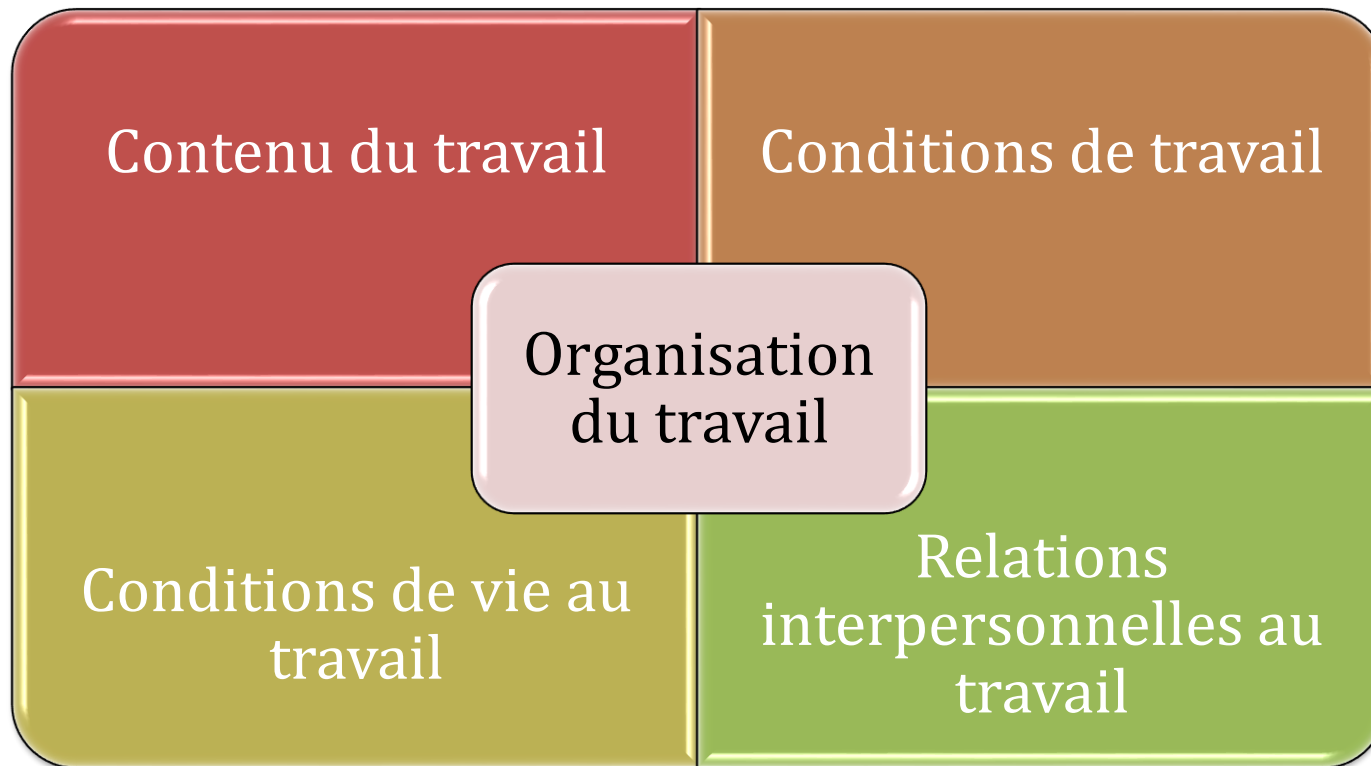 Contenu du travail
Conditions de travail
Organisation
du travail
Conditions de vie au
travail
Relations
interpersonnelles au
travail